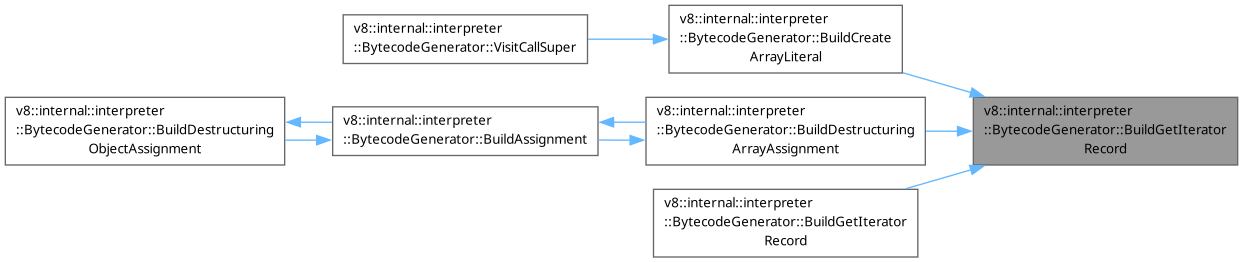 v8::internal::interpreter
::BytecodeGenerator::VisitCallSuper
v8::internal::interpreter
::BytecodeGenerator::BuildCreate
ArrayLiteral
v8::internal::interpreter
::BytecodeGenerator::BuildDestructuring
ObjectAssignment
v8::internal::interpreter
::BytecodeGenerator::BuildAssignment
v8::internal::interpreter
::BytecodeGenerator::BuildDestructuring
ArrayAssignment
v8::internal::interpreter
::BytecodeGenerator::BuildGetIterator
Record
v8::internal::interpreter
::BytecodeGenerator::BuildGetIterator
Record